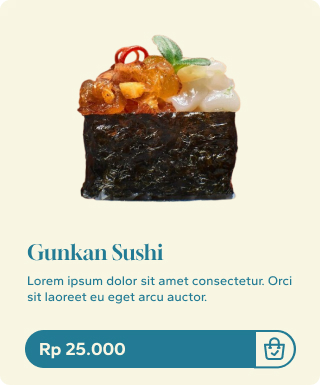 Gunkan Sushi
Lorem ipsum dolor sit amet consectetur. Orci
sit laoreet eu eget arcu auctor.
Rp 25.000